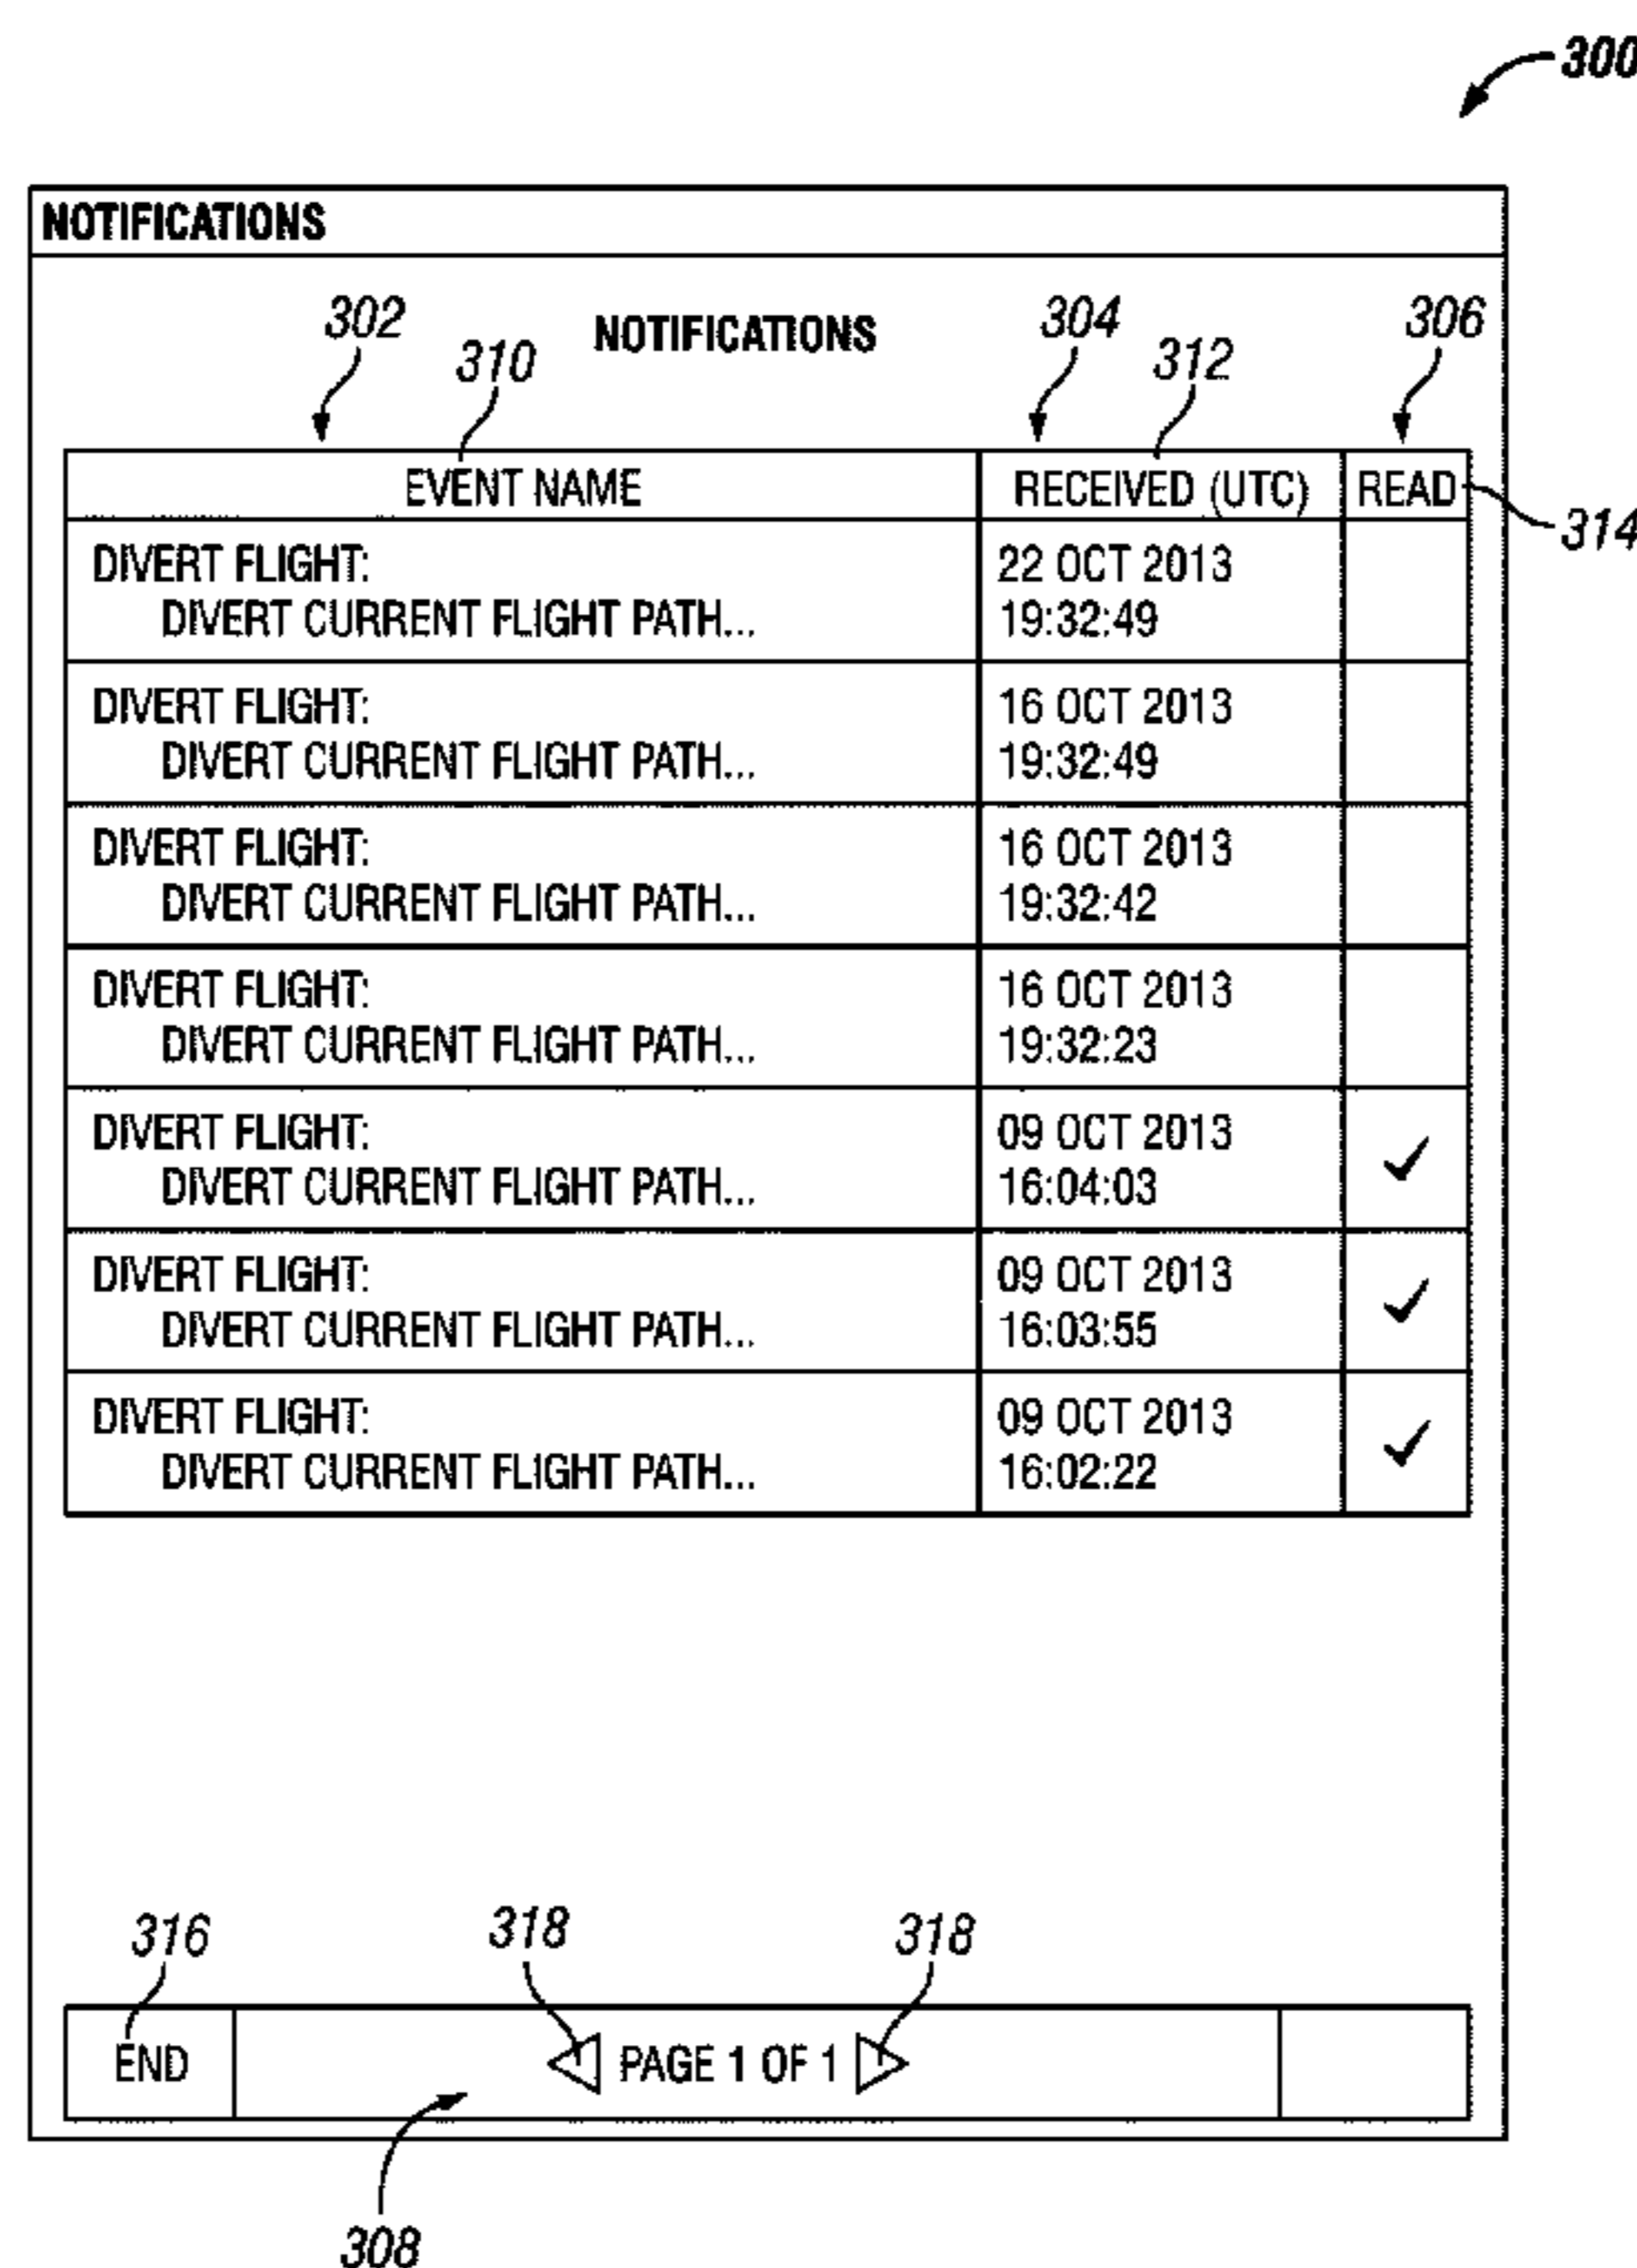 300
NOTIFICATIONS
302
310
NOTIFICATIONS
304
312
306
EVENT NAME
RECEIVED (UTC)
READ
314
DIVERT FLIGHT:
DIVERT CURRENT FLIGHT PATH...
22 OCT 2013
19:32:49
DIVERT FLIGHT:
DIVERT CURRENT FLIGHT PATH...
16 OCT 2013
19:32:49
DIVERT FLIGHT:
DIVERT CURRENT FLIGHT PATH...
16 OCT 2013
19:32:42
DIVERT FLIGHT:
DIVERT CURRENT FLIGHT PATH...
16 OCT 2013
19:32:23
DIVERT FLIGHT:
DIVERT CURRENT FLIGHT PATH...
09 OCT 2013
16:04:03
✓
DIVERT FLIGHT:
DIVERT CURRENT FLIGHT PATH...
09 OCT 2013
16:03:55
✓
DIVERT FLIGHT:
DIVERT CURRENT FLIGHT PATH...
09 OCT 2013
16:02:22
✓
316
318
318
END
PAGE 1 OF 1
308